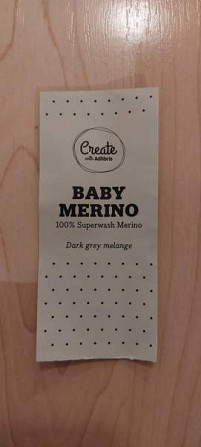 Create
with Adlibris
BABY
MERINO
100% Superwash Merino
Dark grey melange